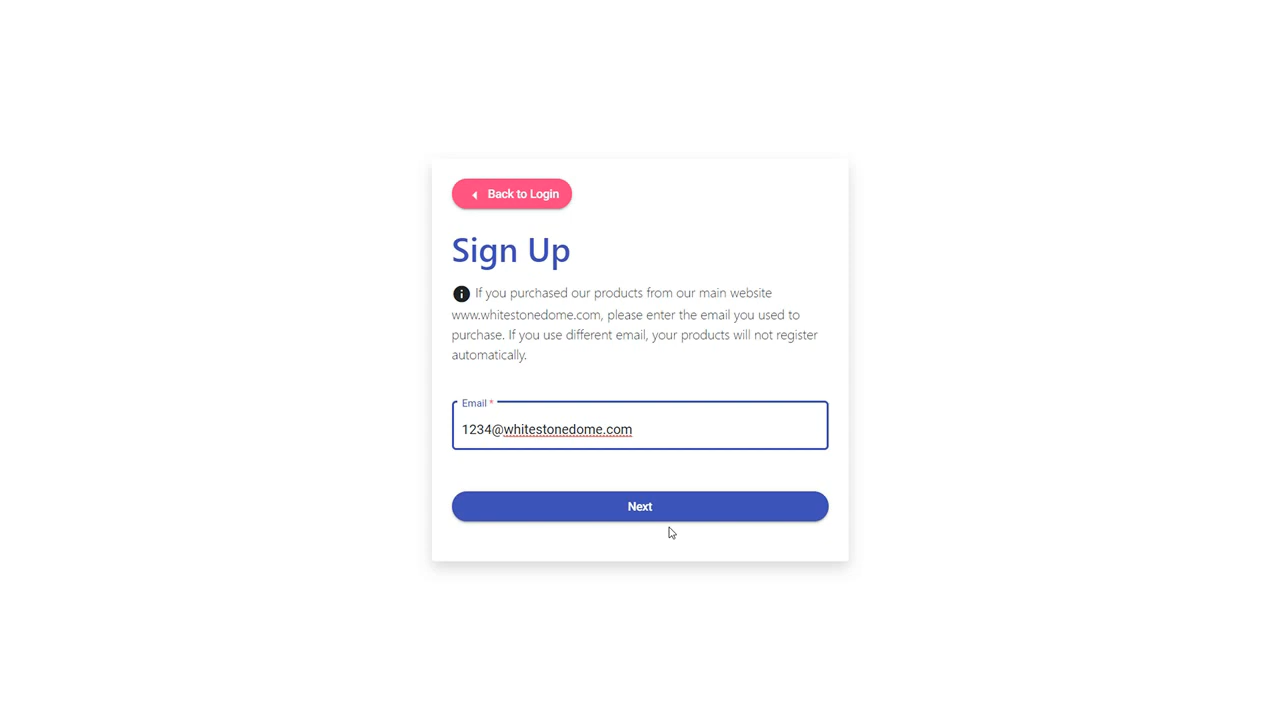 Back to Login
Sign Up
If you purchased our products from our main website
www.whitestonedome.com, please enter the email you used to
purchase. If you use different email, your products will not register
automatically.
Email *
1234@whitestonedome.com
Next